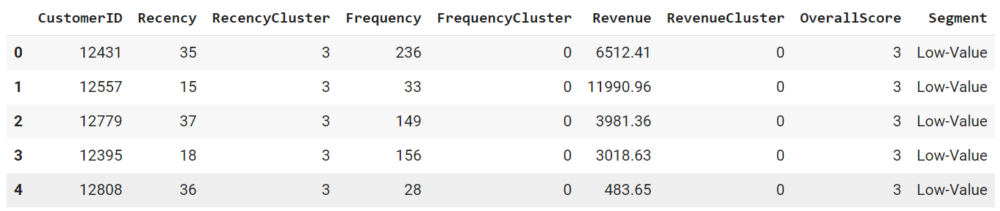 CustomerID Recency RecencyCluster Frequency FrequencyCluster Revenue RevenueCluster OverallScore Segment
0 12431 35 3 236 0 6512.41 0 3 Low-Value
1 12557 15 3 33 0 11990.96 0 3 Low-Value
2 12779 37 3 149 0 3981.36 0 3 Low-Value
3 12395 18 3 156 0 3018.63 0 3 Low-Value
4 12808 36 3 28 0 483.65 0 3 Low-Value